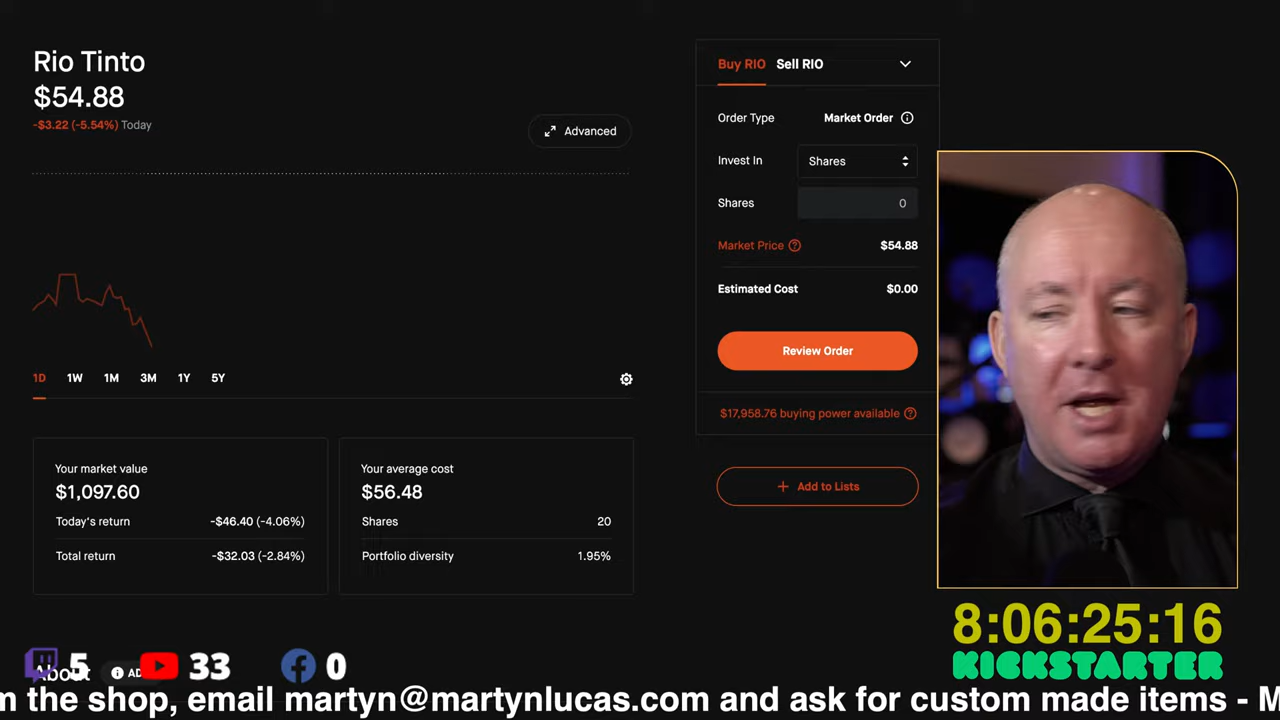 Rio Tinto
$54.88
-$3.22 (-5.54%) Today
Advanced
1D 1W 1M 3M 1Y 5Y
Your market value
$1,097.60
Today's return -$46.40 (-4.06%)
Total return -$32.03 (-2.84%)
Your average cost
$56.48
Shares 20
Portfolio diversity 1.95%
Buy RIO Sell RIO
Order Type Market Order
Invest In Shares
Shares 0
Market Price $54.88
Estimated Cost $0.00
Review Order
$17,958.76 buying power available
+ Add to Lists
8:06:25:16
KICKSTARTER
About
5 33 0
m the shop, email martyn@martynlucas.com and ask for custom made items - M